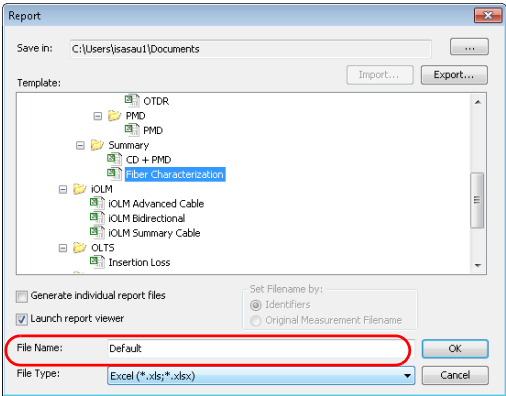 Report
Save in: C:\Users\isasau1\Documents ...
Import... Export...
Template:
OTDR
PMD
PMD
Summary
CD + PMD
Fiber Characterization
iOLM
iOLM Advanced Cable
iOLM Bidirectional
iOLM Summary Cable
OLTS
Insertion Loss
Generate individual report files
Launch report viewer
Set Filename by:
Identifiers
Original Measurement Filename
File Name: Default OK
File Type: Excel (*.xls;*.xlsx) Cancel